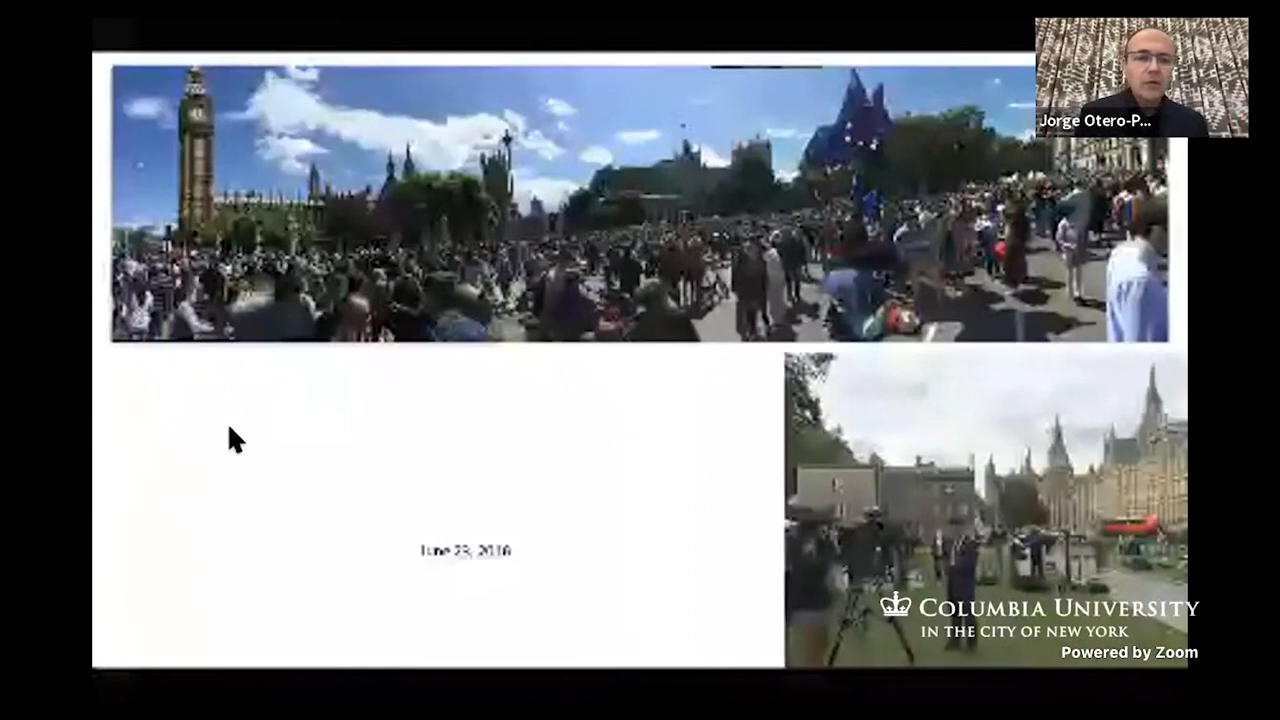 Jorge Otero-P...
June 23, 2016
COLUMBIA UNIVERSITY
IN THE CITY OF NEW YORK
Powered by Zoom